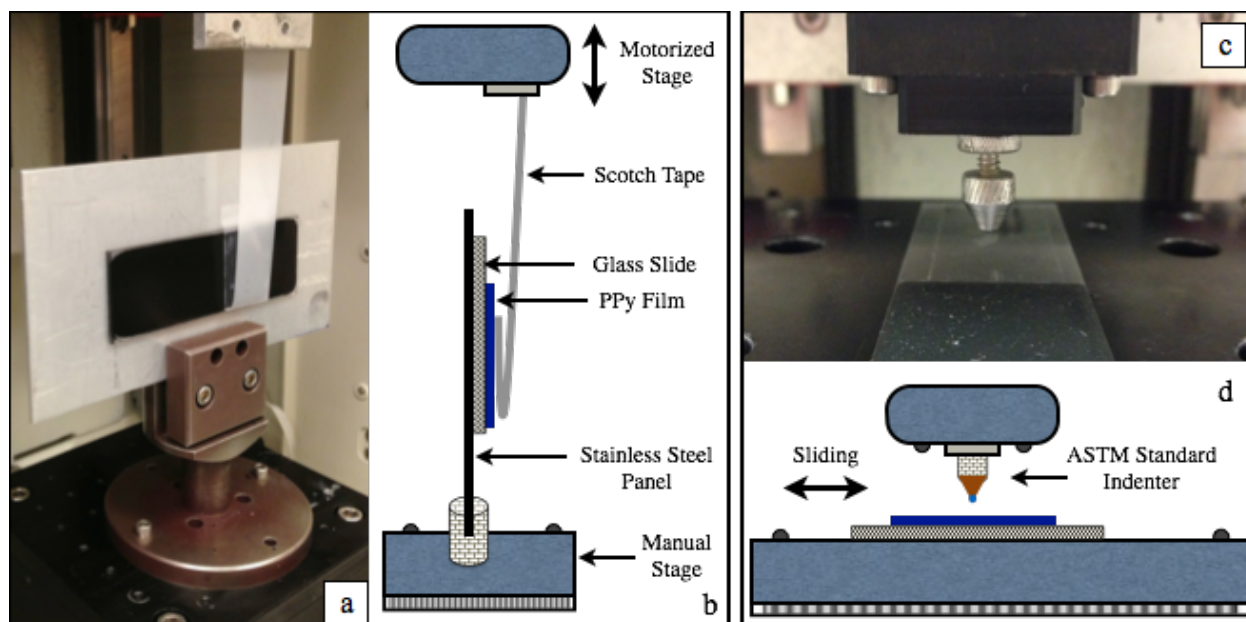 a
b
Motorized
Stage
Scotch Tape
Glass Slide
PPy Film
Stainless Steel
Panel
Manual
Stage
c
d
Sliding
ASTM Standard
Indenter